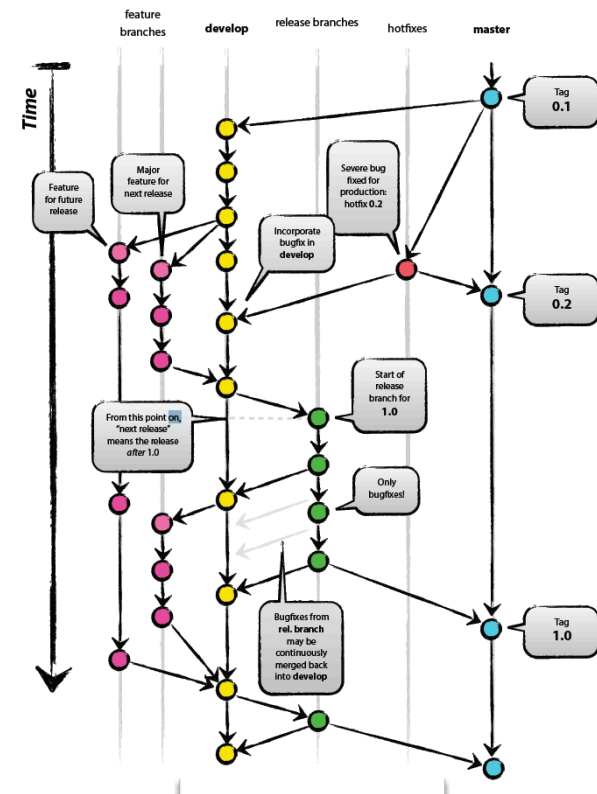 feature
branches
develop
release branches
hotfixes
master
Time
Tag
0.1
Major
feature for
next release
Feature
for future
release
Severe bug
fixed for
production:
hotfix 0.2
Incorporate
bugfix in
develop
Tag
0.2
Start of
release
branch for
1.0
From this point on,
“next release”
means the release
after 1.0
Only
bugfixes!
Bugfixes from
rel. branch
may be
continuously
merged back
into develop
Tag
1.0